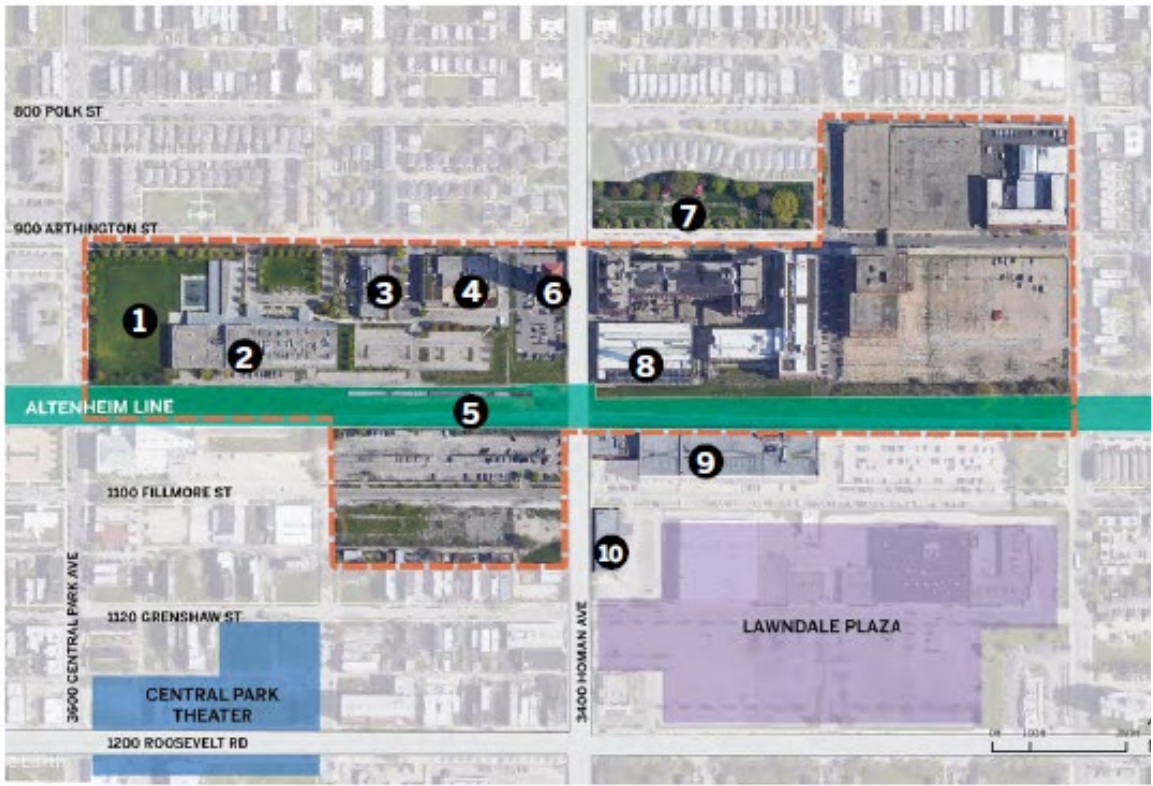 800 POLK ST
900 ARTHINGTON ST
7
1
2
3
4
6
8
ALTENHEIM LINE
5
9
1100 FILLMORE ST
10
3600 CENTRAL PARK AVE
1120 GRENSHAW ST
3400 HOMAN AVE
LAWNDALE PLAZA
CENTRAL PARK
THEATER
1200 ROOSEVELT RD